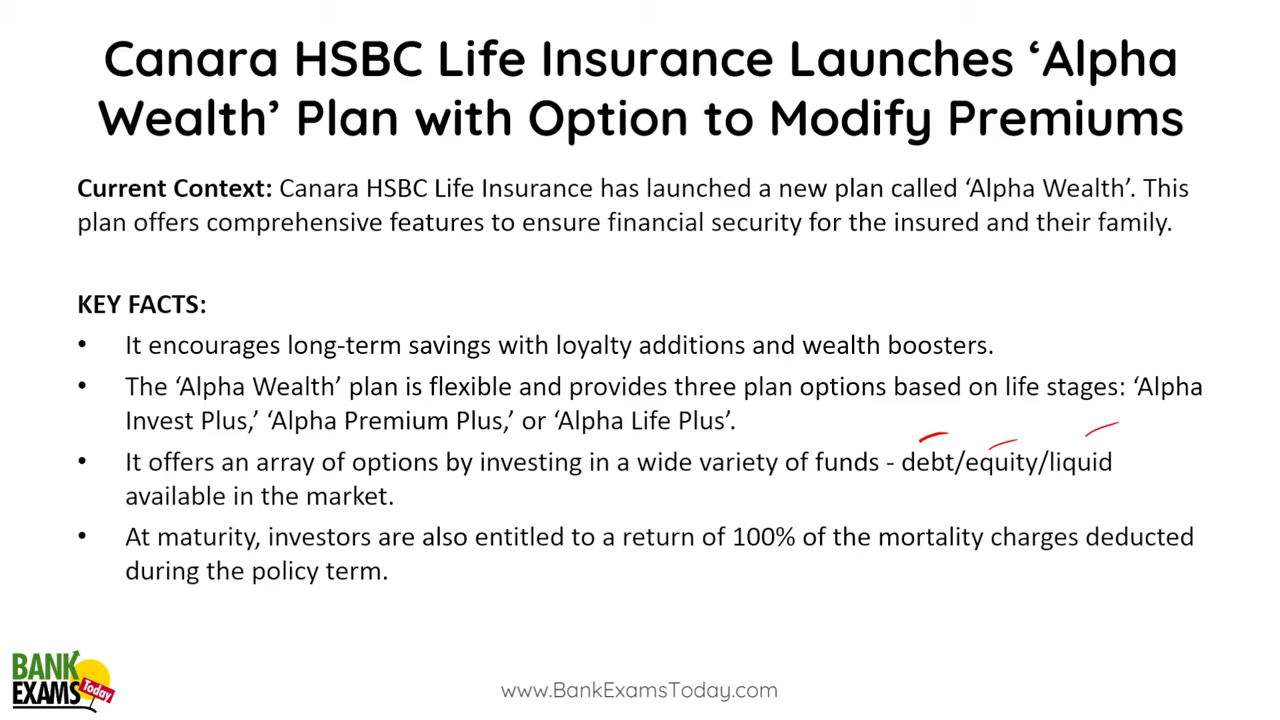 Canara HSBC Life Insurance Launches ‘Alpha
Wealth’ Plan with Option to Modify Premiums
Current Context: Canara HSBC Life Insurance has launched a new plan called ‘Alpha Wealth’. This
plan offers comprehensive features to ensure financial security for the insured and their family.
KEY FACTS:
• It encourages long-term savings with loyalty additions and wealth boosters.
• The ‘Alpha Wealth’ plan is flexible and provides three plan options based on life stages: ‘Alpha
Invest Plus,’ ‘Alpha Premium Plus,’ or ‘Alpha Life Plus’.
• It offers an array of options by investing in a wide variety of funds - debt/equity/liquid
available in the market.
• At maturity, investors are also entitled to a return of 100% of the mortality charges deducted
during the policy term.
BANK
EXAMS
Today
www.BankExamsToday.com